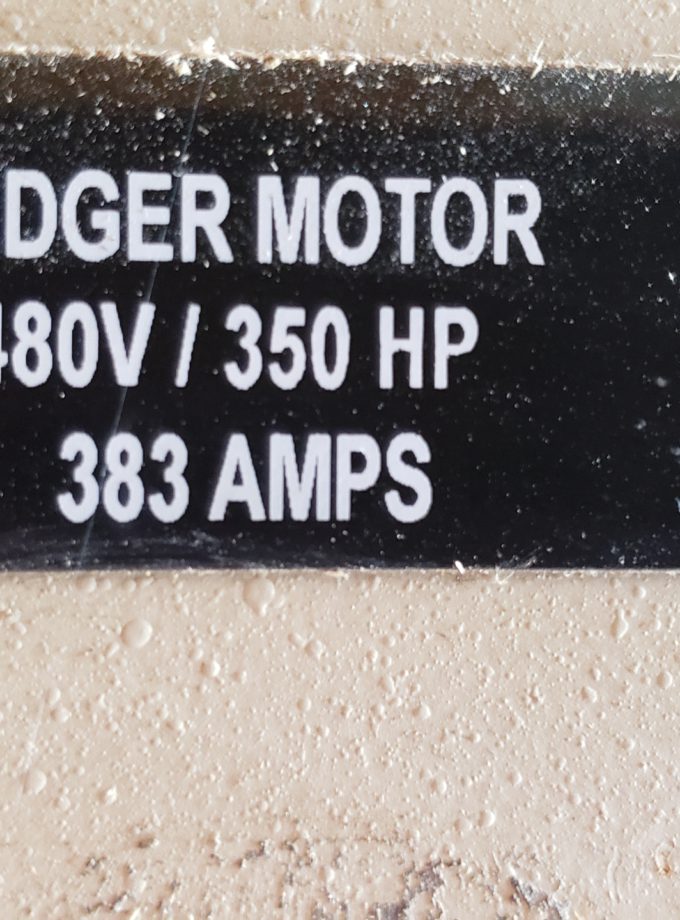 DGER MOTOR
480V / 350 HP
383 AMPS